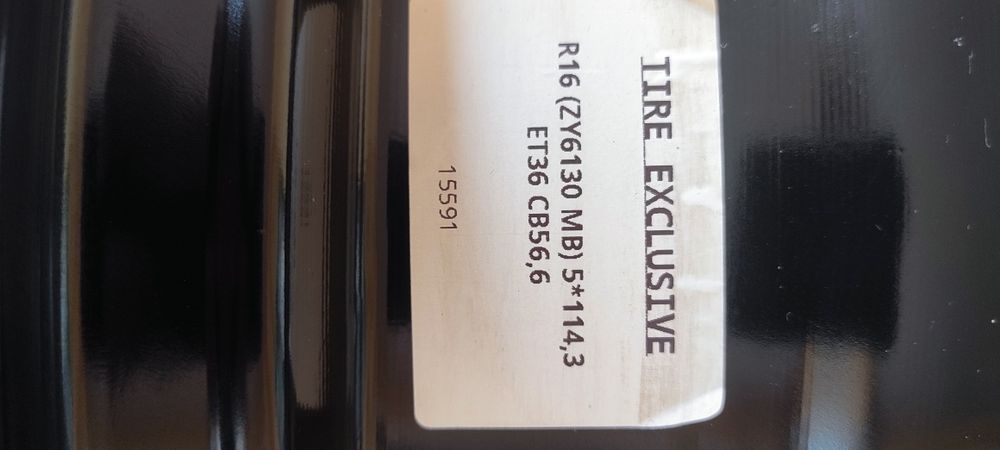 TIRE EXCLUSIVE
R16 (ZY6130 MB) 5*114,3
ET36 CB56,6
15591